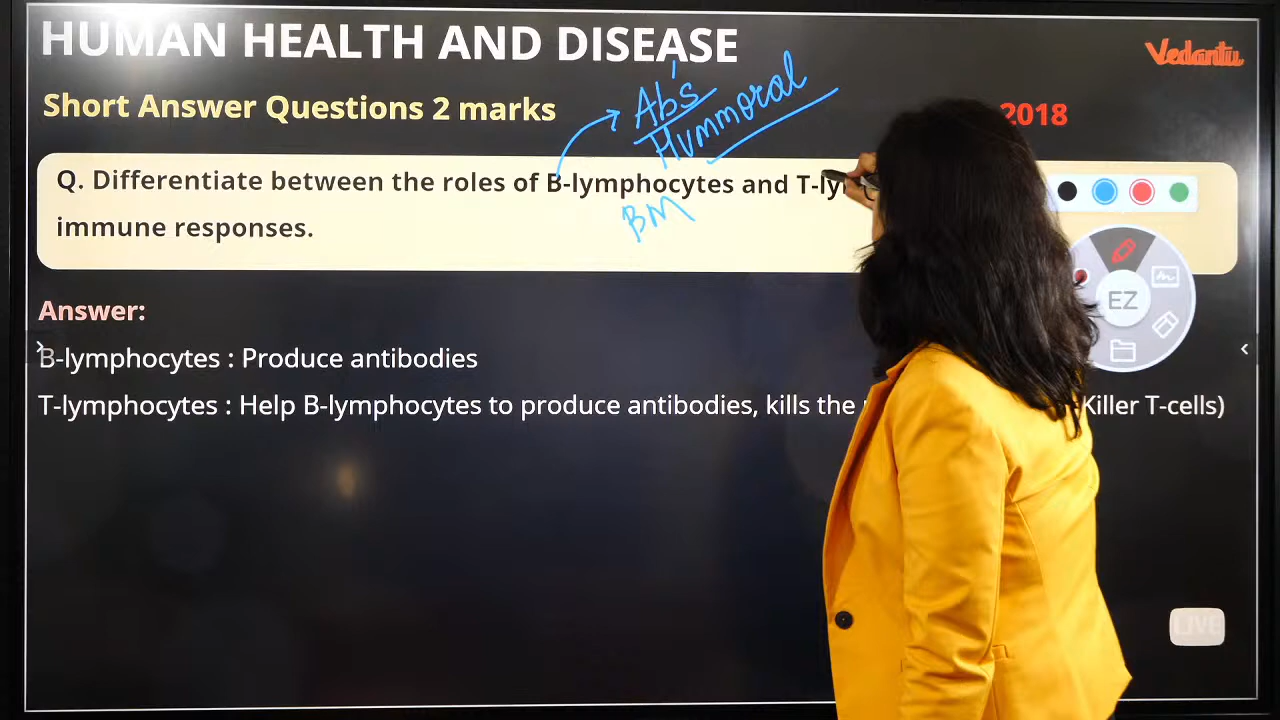 HUMAN HEALTH AND DISEASE
Vedantu
Short Answer Questions 2 marks
Ab's
Hummoral
2018
Q. Differentiate between the roles of B-lymphocytes and T-ly
BM
immune responses.
EZ
Answer:
B-lymphocytes : Produce antibodies
T-lymphocytes : Help B-lymphocytes to produce antibodies, kills the Killer T-cells)
LIVE